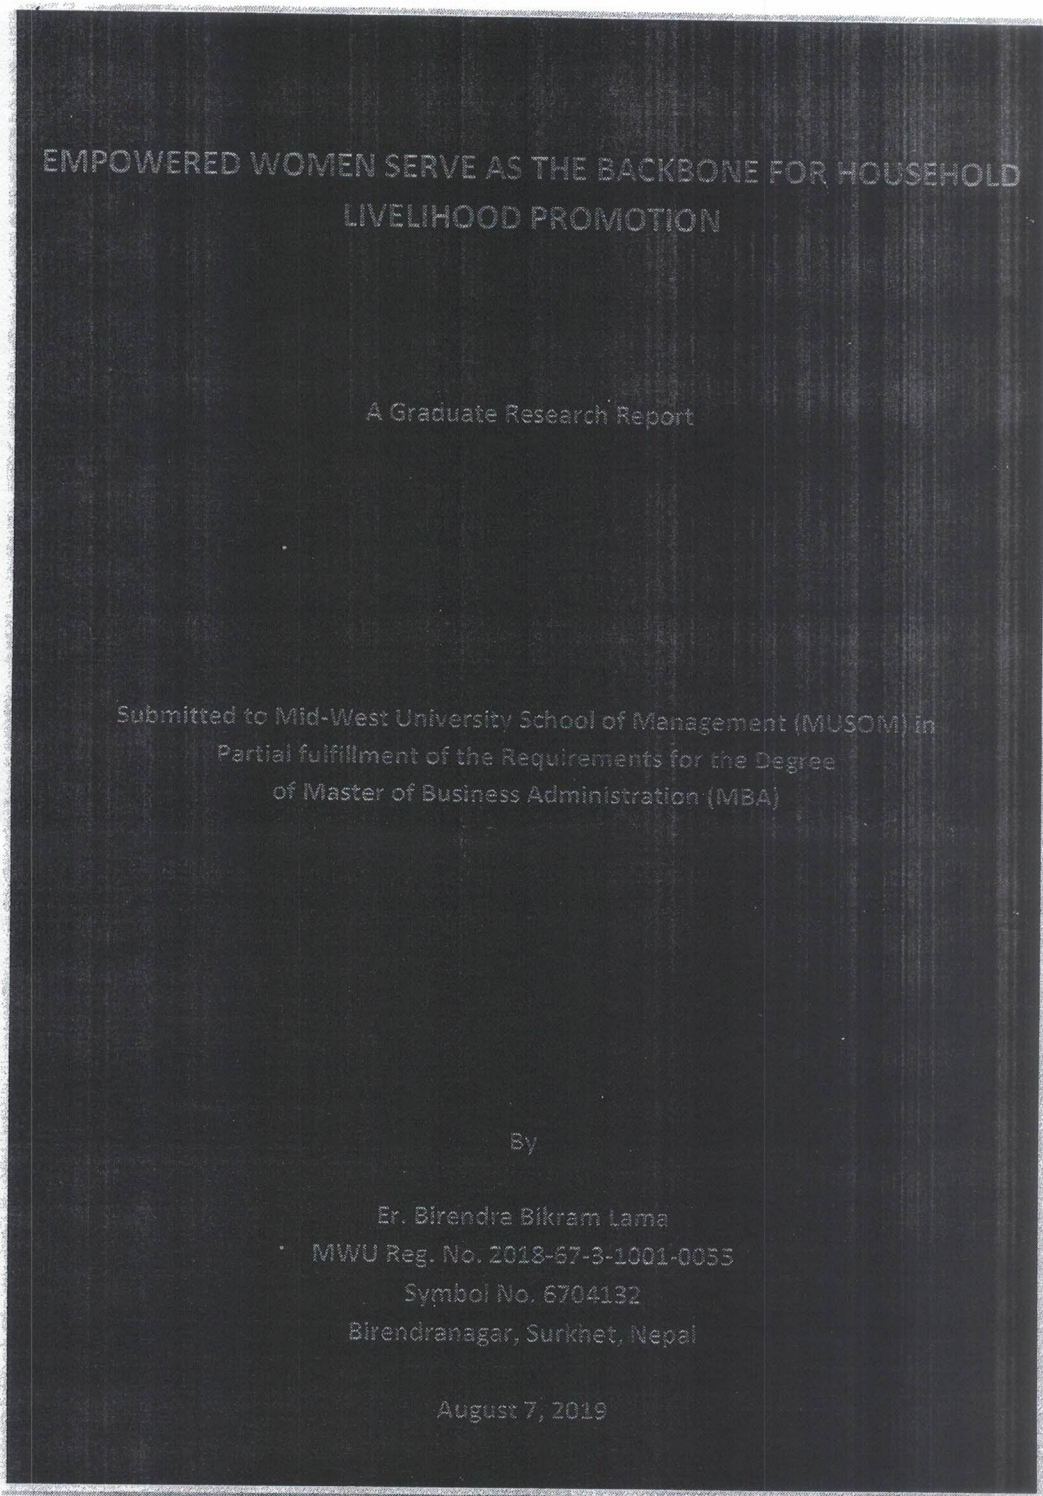 EMPOWERED WOMEN SERVE AS THE BACKBONE FOR HOUSEHOLD
LIVELIHOOD PROMOTION
A Graduate Research Report
Submitted to Mid-West University School of Management (MUSOM) in
Partial fulfillment of the Requirements for the Degree
of Master of Business Administration (MBA)
By
Er. Birendra Bikram Lama
MWU Reg. No. 2018-67-3-1001-0055
Symbol No. 6704132
Birendranagar, Surkhet, Nepal
August 7, 2019